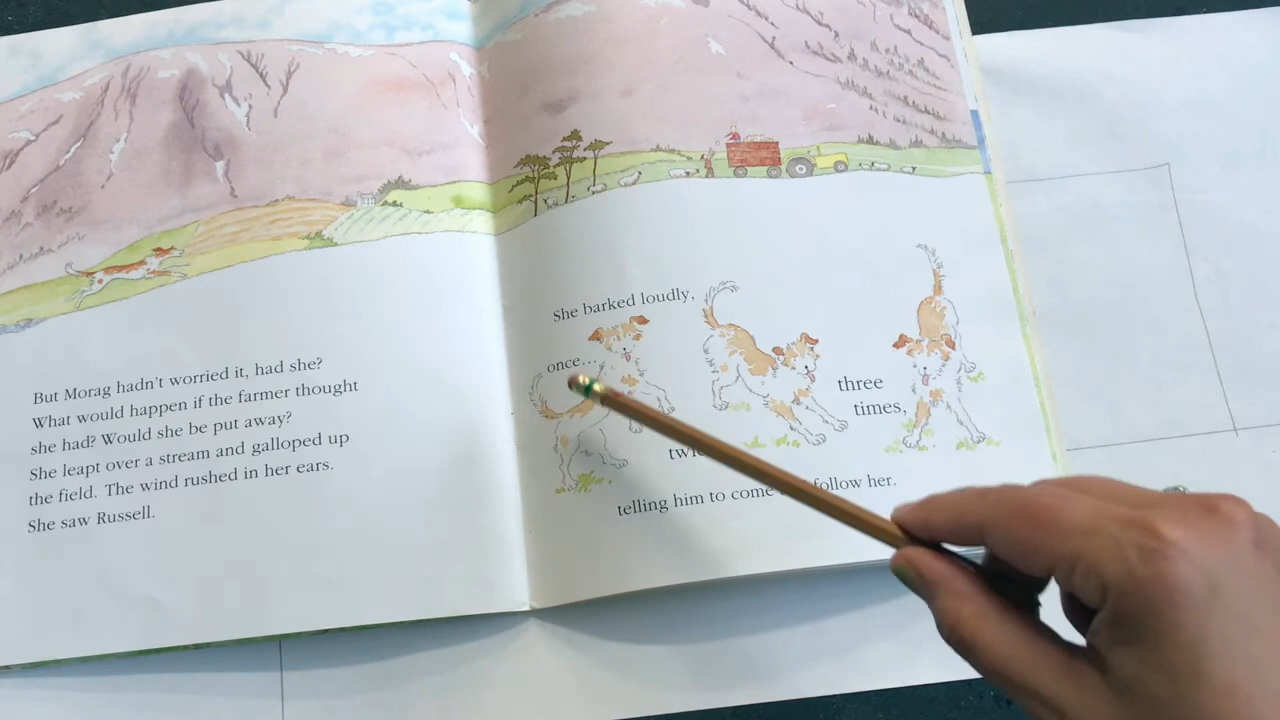 But Morag hadn't worried it, had she?
What would happen if the farmer thought
she had? Would she be put away?
She leapt over a stream and galloped up
the field. The wind rushed in her ears.
She saw Russell.
She barked loudly,
once...
three
times,
telling him to come follow her.